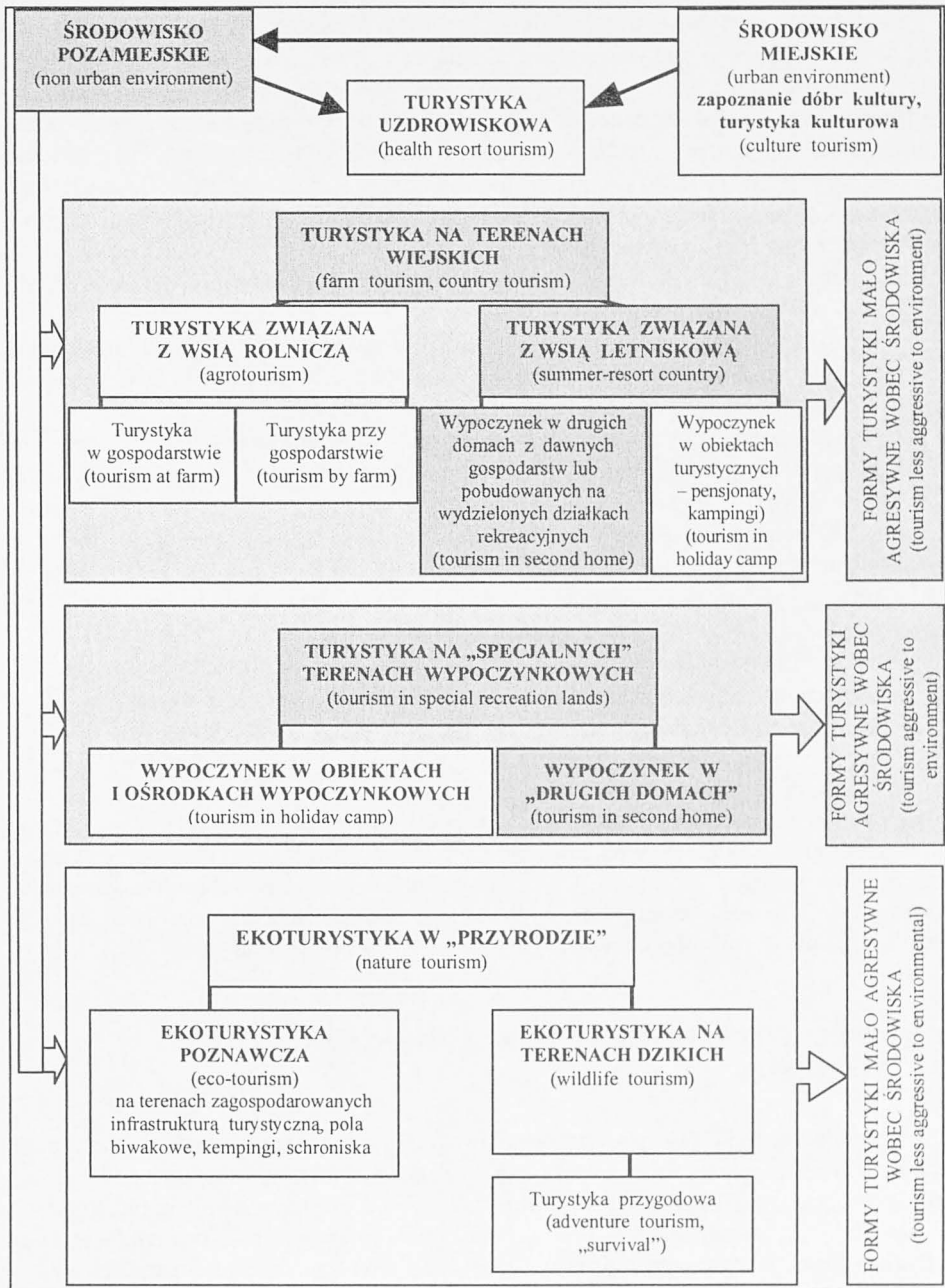 ŚRODOWISKO
POZAMIEJSKIE
(non urban environment)
ŚRODOWISKO
MIEJSKIE
(urban environment)
zapoznanie dóbr kultury,
turystyka kulturowa
(culture tourism)
TURYSTYKA
UZDROWISKOWA
(health resort tourism)
TURYSTYKA NA TERENACH
WIEJSKICH
(farm tourism, country tourism)
TURYSTYKA ZWIĄZANA
Z WSIĄ ROLNICZĄ
(agrotourism)
TURYSTYKA ZWIĄZANA
Z WSIĄ LETNISKOWĄ
(summer-resort country)
Turystyka
w gospodarstwie
(tourism at farm)
Turystyka przy
gospodarstwie
(tourism by farm)
Wypoczynek w drugich
domach z dawnych
gospodarstw lub
pobudowanych na
wydzielonych działkach
rekreacyjnych
(tourism in second home)
Wypoczynek
w obiektach
turystycznych
– pensjonaty,
kampingi)
(tourism in
holiday camp
FORMY TURYSTYKI MAŁO
AGRESYWNE WOBEC ŚRODOWISKA
(tourism less aggressive to environment)
TURYSTYKA NA „SPECJALNYCH”
TERENACH WYPOCZYNKOWYCH
(tourism in special recreation lands)
WYPOCZYNEK W OBIEKTACH
I OŚRODKACH WYPOCZYNKOWYCH
(tourism in holiday camp)
WYPOCZYNEK W
„DRUGICH DOMACH”
(tourism in second home)
FORMY TURYSTYKI
AGRESYWNE WOBEC
ŚRODOWISKA
(tourism aggressive to
environment)
EKOTURYSTYKA W „PRZYRODZIE”
(nature tourism)
EKOTURYSTYKA
POZNAWCZA
(eco-tourism)
na terenach zagospodarowanych
infrastrukturą turystyczną, pola
biwakowe, kempingi, schroniska
EKOTURYSTYKA NA
TERENACH DZIKICH
(wildlife tourism)
Turystyka przygodowa
(adventure tourism,
„survival”)
FORMY TURYSTYKI MAŁO AGRESYWNE
WOBEC ŚRODOWISKA
(tourism less aggressive to environmental)